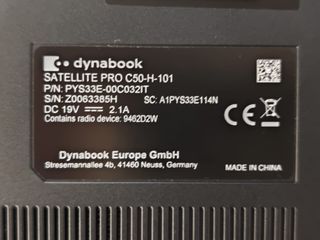 dynabook
SATELLITE PRO C50-H-101
P/N: PYS33E-00C032IT
S/N: Z0063385H SC: A1PYS33E114N
DC 19V ⎓ 2.1A
Contains radio device: 9462D2W
Dynabook Europe GmbH
Stresemannallee 4b, 41460 Neuss, Germany
MADE IN CHINA
CE